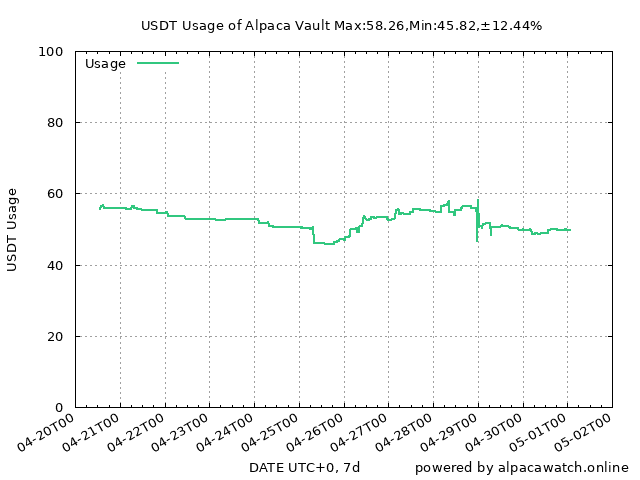 USDT Usage of Alpaca Vault Max:58.26,Min:45.82,±12.44%
Usage
100
80
60
40
20
0
USDT Usage
04-20T00
04-21T00
04-22T00
04-23T00
04-24T00
04-25T00
04-26T00
04-27T00
04-28T00
04-29T00
04-30T00
05-01T00
05-02T00
DATE UTC+0, 7d
powered by alpacawatch.online